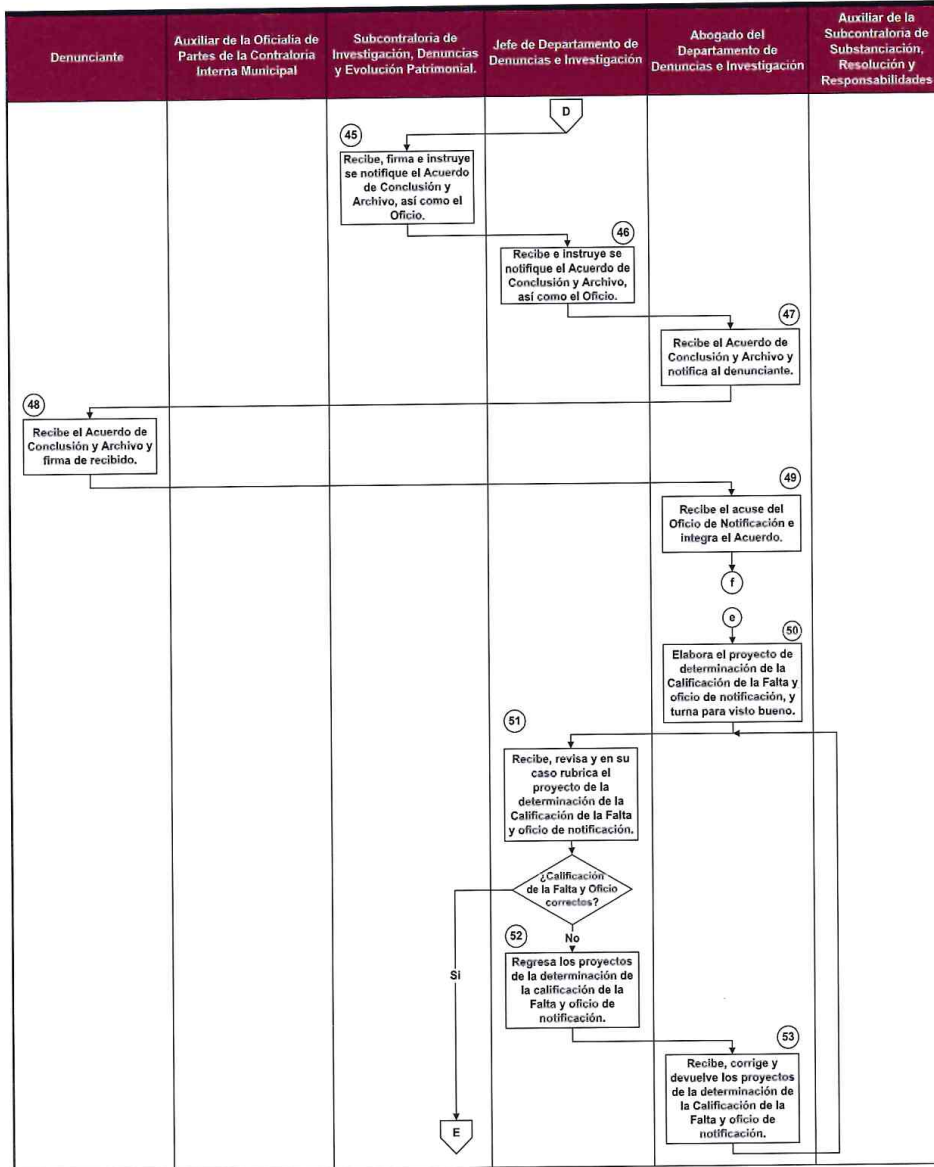 Denunciante
Auxiliar de la Oficialía de
Partes de la Contraloría
Interna Municipal
Subcontraloría de
Investigación, Denuncias
y Evolución Patrimonial.
Jefe de Departamento de
Denuncias e Investigación
Abogado del
Departamento de
Denuncias e Investigación
Auxiliar de la
Subcontraloría de
Substanciación,
Resolución y
Responsabilidades
D
45
Recibe, firma e instruye
se notifique el Acuerdo
de Conclusión y
Archivo, así como el
Oficio.
46
Recibe e instruye se
notifique el Acuerdo de
Conclusión y Archivo,
así como el Oficio.
47
Recibe el Acuerdo de
Conclusión y Archivo y
notifica al denunciante.
48
Recibe el Acuerdo de
Conclusión y Archivo y
firma de recibido.
49
Recibe el acuse del
Oficio de Notificación e
integra el Acuerdo.
f
e
50
Elabora el proyecto de
determinación de la
Calificación de la Falta y
oficio de notificación, y
turna para visto bueno.
51
Recibe, revisa y en su
caso rubrica el
proyecto de la
determinación de la
Calificación de la Falta
y oficio de notificación.
¿Calificación
de la Falta y Oficio
correctos?
Si
No
52
Regresa los proyectos
de la determinación de
la calificación de la
Falta y oficio de
notificación.
53
Recibe, corrige y
devuelve los proyectos
de la determinación de
la Calificación de la
Falta y oficio de
notificación.
E